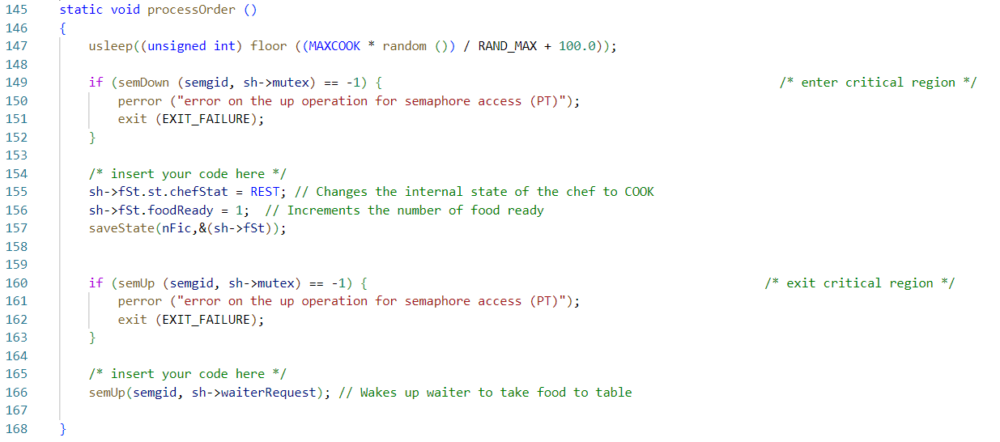 145 static void processOrder ()
146 {
147 usleep((unsigned int) floor ((MAXCOOK * random ()) / RAND_MAX + 100.0));
148
149 if (semDown (semgid, sh->mutex) == -1) { /* enter critical region */
150 perror ("error on the up operation for semaphore access (PT)");
151 exit (EXIT_FAILURE);
152 }
153
154 /* insert your code here */
155 sh->fSt.st.chefStat = REST; // Changes the internal state of the chef to COOK
156 sh->fSt.foodReady = 1; // Increments the number of food ready
157 saveState(nFic,&(sh->fSt));
158
159
160 if (semUp (semgid, sh->mutex) == -1) { /* exit critical region */
161 perror ("error on the up operation for semaphore access (PT)");
162 exit (EXIT_FAILURE);
163 }
164
165 /* insert your code here */
166 semUp(semgid, sh->waiterRequest); // Wakes up waiter to take food to table
167
168 }